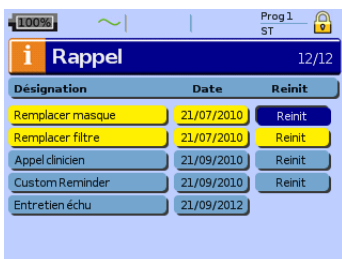 100%
Prog 1
ST
i Rappel 12/12
Désignation Date Reinit
Remplacer masque 21/07/2010 Reinit
Remplacer filtre 21/07/2010 Reinit
Appel clinicien 21/09/2010 Reinit
Custom Reminder 21/09/2010 Reinit
Entretien échu 21/09/2012